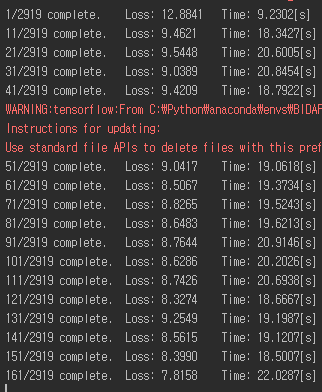 1/2919 complete. Loss: 12.8841 Time: 9.2302[s]
11/2919 complete. Loss: 9.4621 Time: 18.3427[s]
21/2919 complete. Loss: 9.5448 Time: 20.6005[s]
31/2919 complete. Loss: 9.0389 Time: 20.8454[s]
41/2919 complete. Loss: 9.4209 Time: 18.7922[s]
WARNING:tensorflow:From C:₩Python₩anaconda₩envs₩BIDAF
Instructions for updating:
Use standard file APIs to delete files with this pref
51/2919 complete. Loss: 9.0417 Time: 19.0618[s]
61/2919 complete. Loss: 8.5067 Time: 19.3734[s]
71/2919 complete. Loss: 8.8265 Time: 19.5243[s]
81/2919 complete. Loss: 8.6483 Time: 19.6213[s]
91/2919 complete. Loss: 8.7644 Time: 20.9146[s]
101/2919 complete. Loss: 8.6286 Time: 20.2026[s]
111/2919 complete. Loss: 8.7426 Time: 20.6938[s]
121/2919 complete. Loss: 8.3274 Time: 18.6667[s]
131/2919 complete. Loss: 9.2549 Time: 19.1987[s]
141/2919 complete. Loss: 8.5615 Time: 19.1207[s]
151/2919 complete. Loss: 8.3990 Time: 18.5007[s]
161/2919 complete. Loss: 7.8158 Time: 22.0287[s]